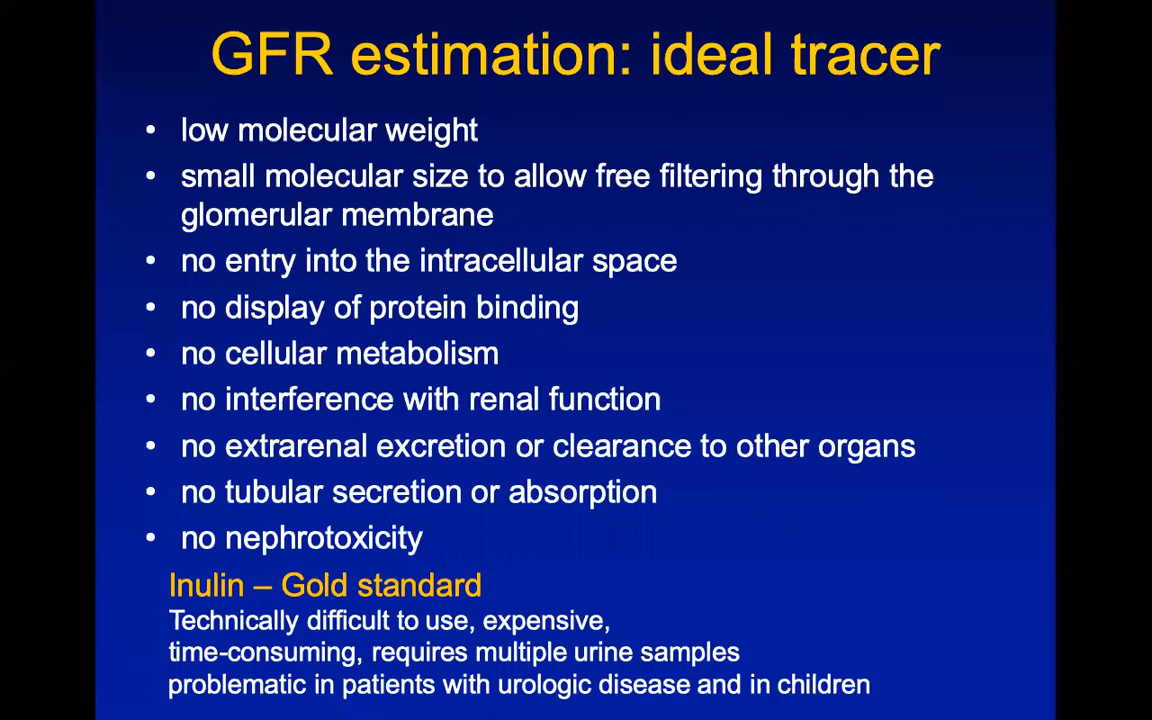 GFR estimation: ideal tracer
• low molecular weight
• small molecular size to allow free filtering through the
glomerular membrane
• no entry into the intracellular space
• no display of protein binding
• no cellular metabolism
• no interference with renal function
• no extrarenal excretion or clearance to other organs
• no tubular secretion or absorption
• no nephrotoxicity
Inulin – Gold standard
Technically difficult to use, expensive,
time-consuming, requires multiple urine samples
problematic in patients with urologic disease and in children